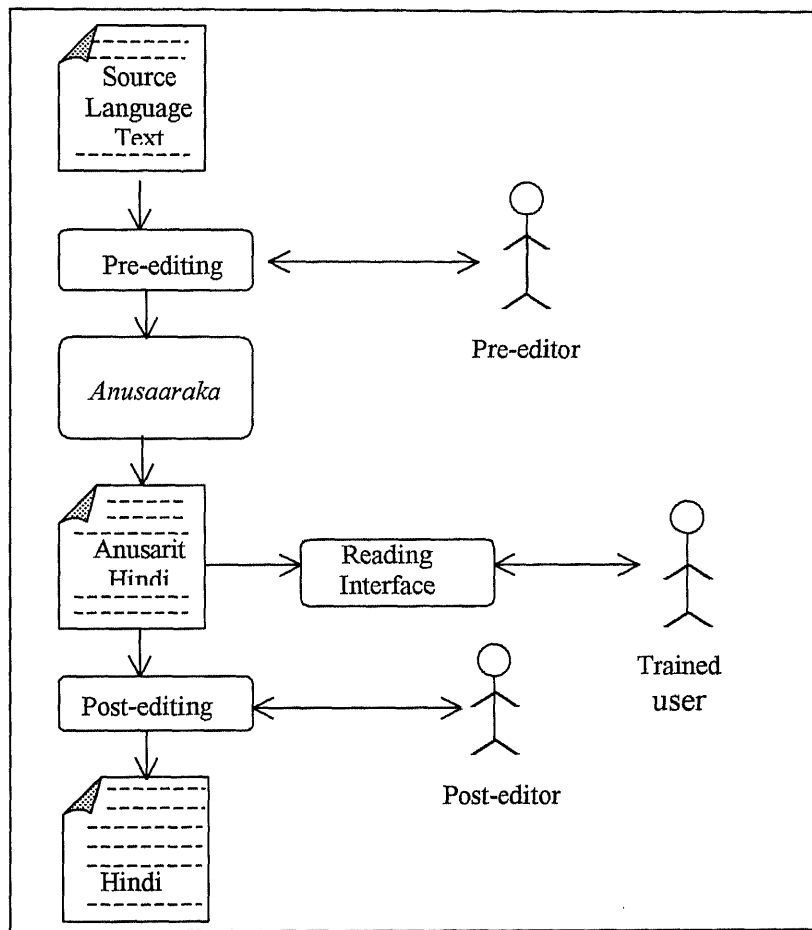 Source
Language
Text
Pre-editing
Pre-editor
Anusaaraka
Anusarit
Hindi
Reading
Interface
Trained
user
Post-editing
Post-editor
Hindi